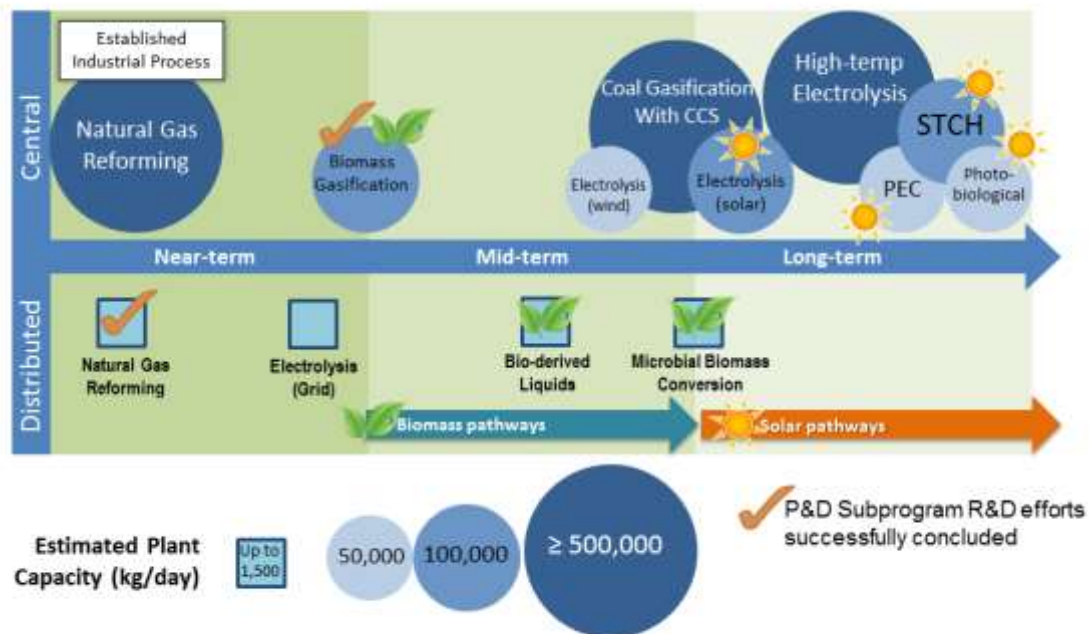 Established
Industrial Process
Central
Natural Gas
Reforming
Biomass
Gasification
Electrolysis
(wind)
Coal Gasification
With CCS
Electrolysis
(solar)
High-temp
Electrolysis
STCH
PEC
Photo-
biological
Near-term
Mid-term
Long-term
Distributed
Natural Gas
Reforming
Electrolysis
(Grid)
Bio-derived
Liquids
Microbial Biomass
Conversion
Biomass pathways
Solar pathways
Estimated Plant
Capacity (kg/day)
Up to
1,500
50,000
100,000
≥ 500,000
P&D Subprogram R&D efforts
successfully concluded